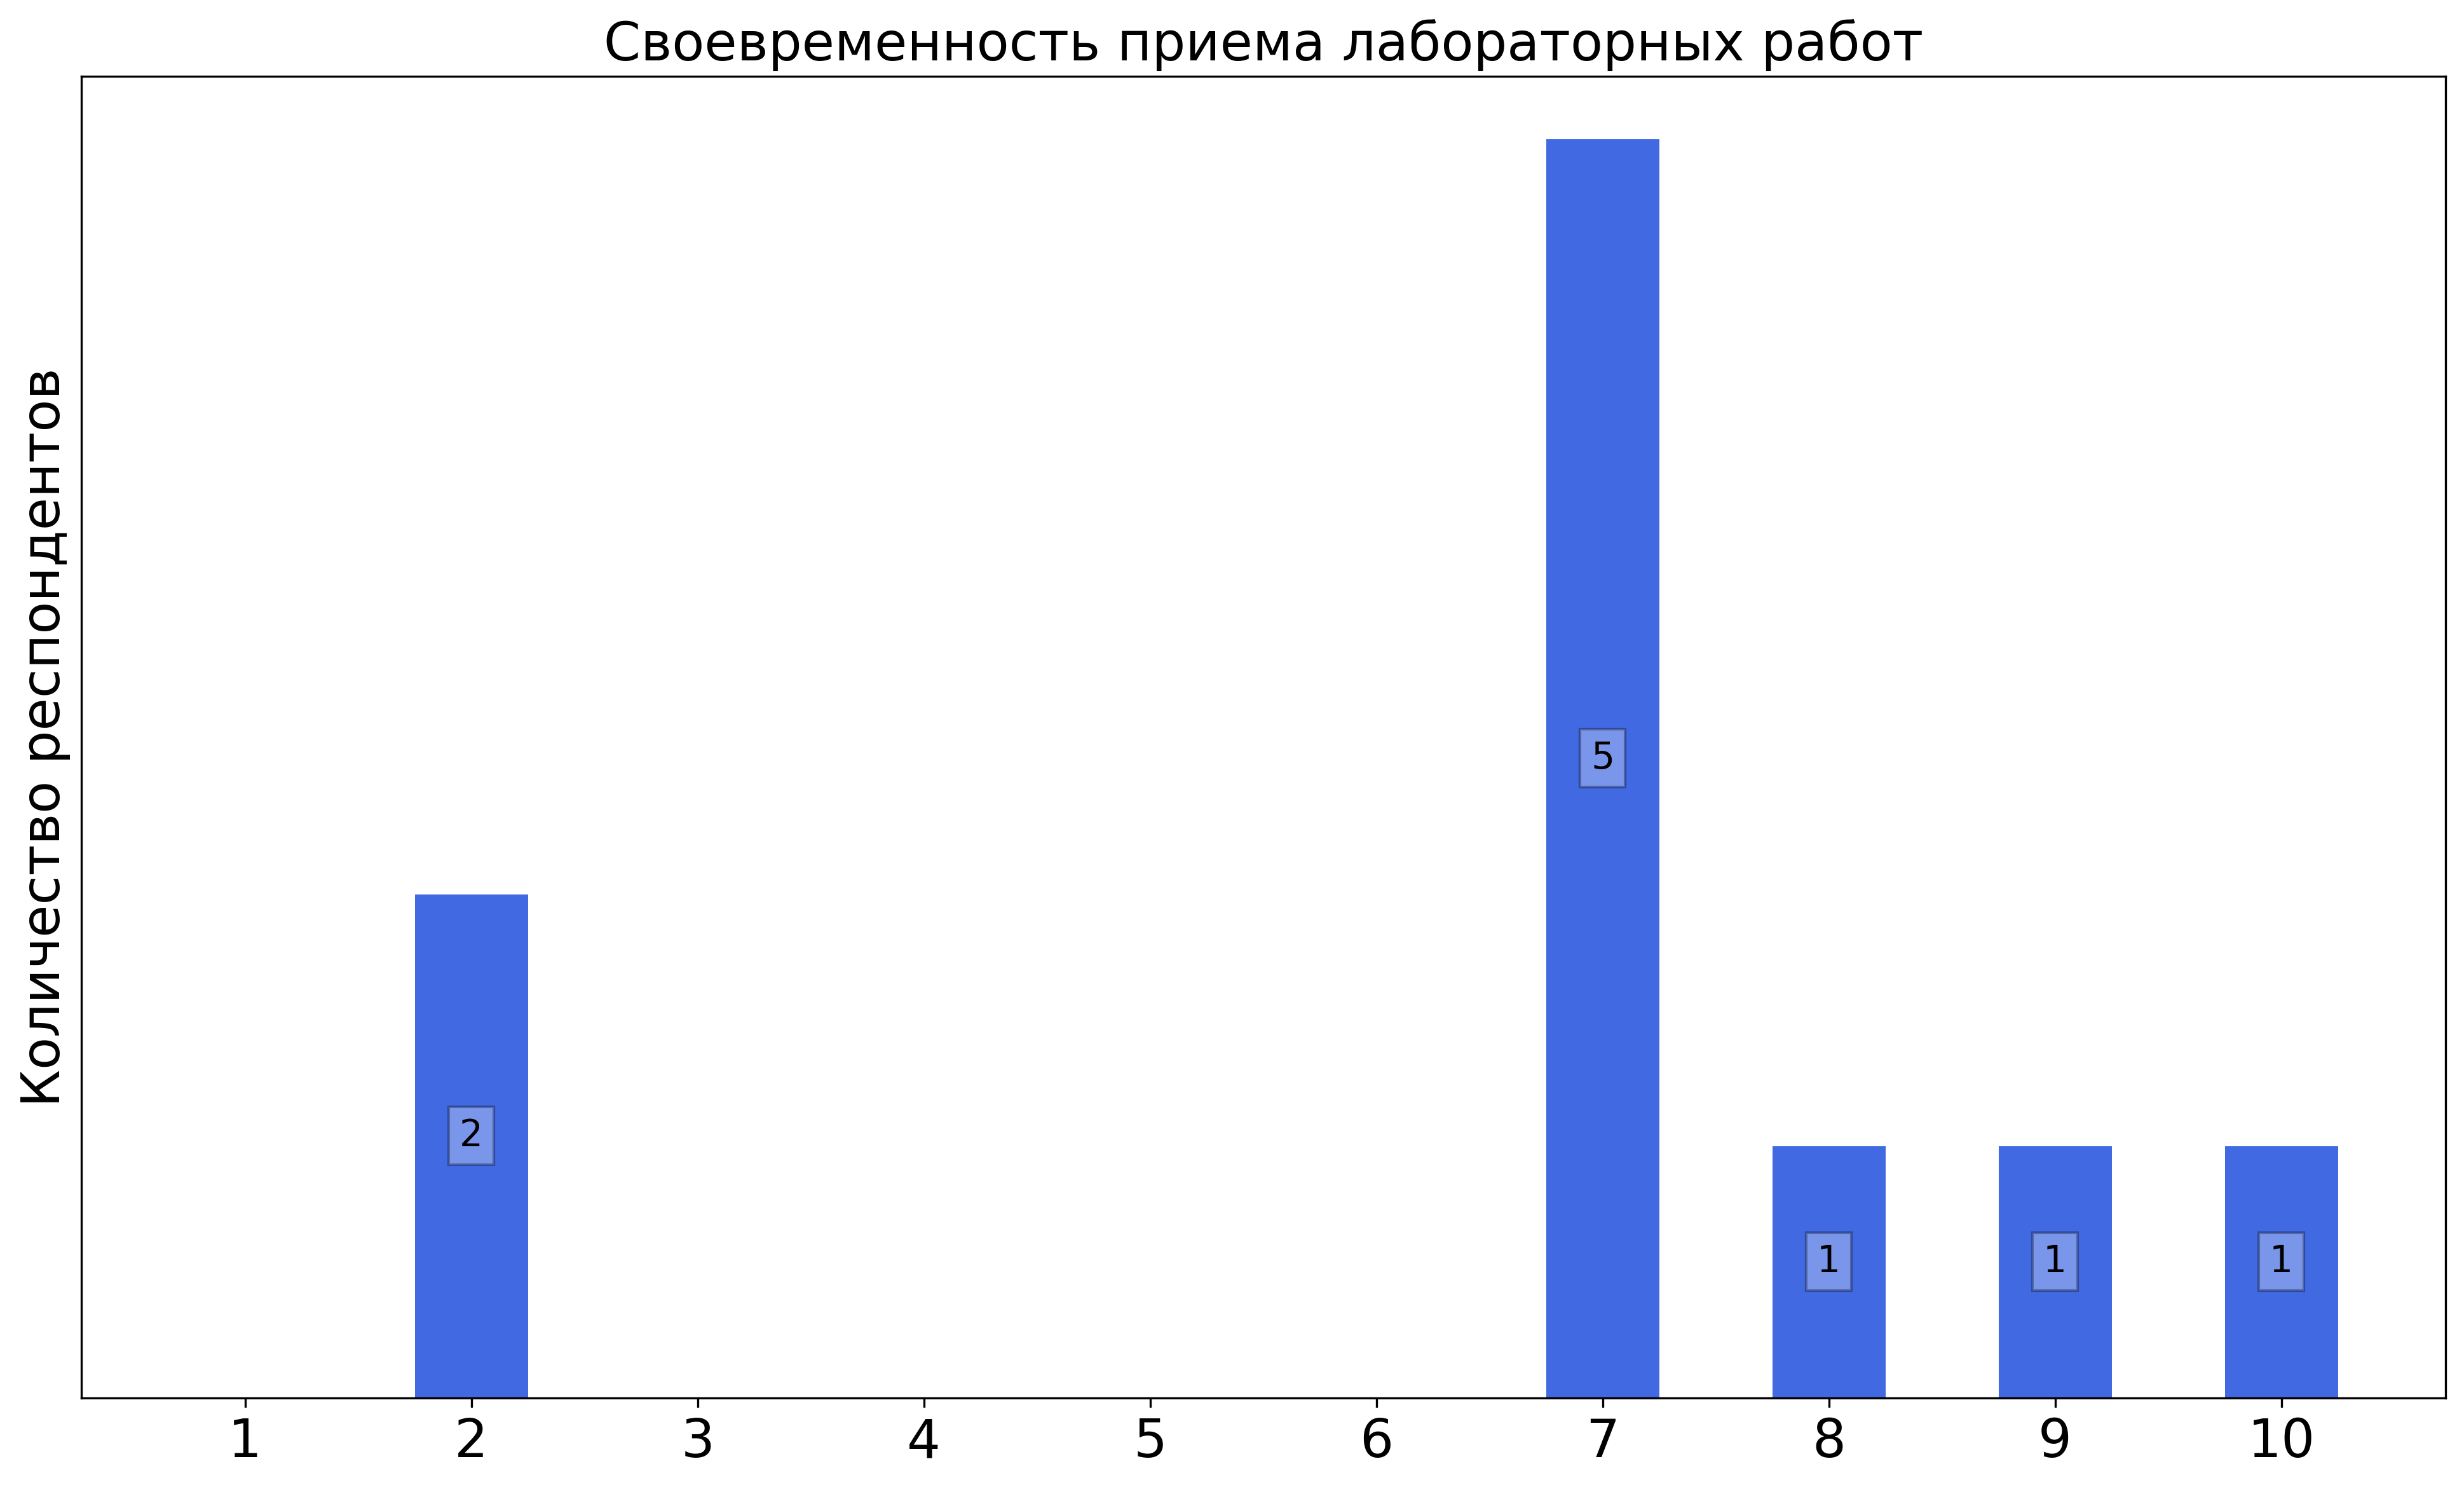 Своевременность приема лабораторных работ
Количество респондентов
5
2
1 1 1
1 2 3 4 5 6 7 8 9 10